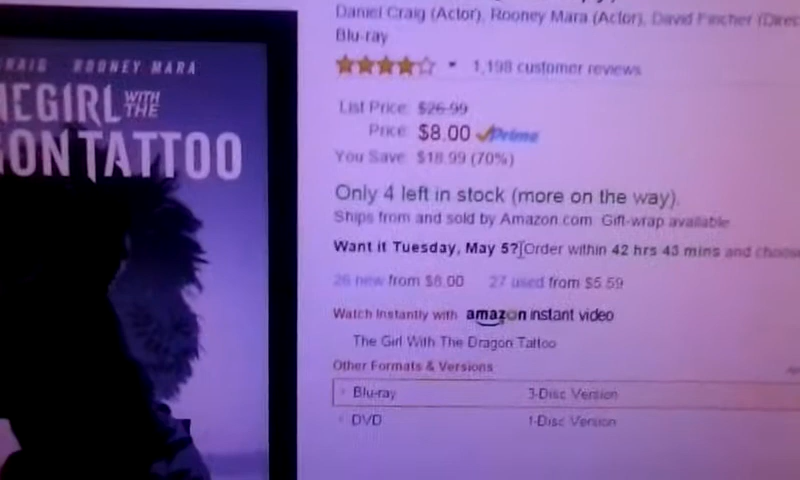 CRAIG ROONEY MARA
THE GIRL WITH THE
GON TATTOO
Daniel Craig (Actor), Rooney Mara (Actor), David Fincher (Direc
Blu-ray
1,198 customer reviews
List Price: $26.99
Price: $8.00 Prime
You Save: $18.99 (70%)
Only 4 left in stock (more on the way).
Ships from and sold by Amazon.com. Gift-wrap available.
Want it Tuesday, May 5? Order within 42 hrs 43 mins and choose
26 new from $8.00 27 used from $5.59
Watch Instantly with amazon instant video
The Girl With The Dragon Tattoo
Other Formats & Versions
Blu-ray 3-Disc Version
DVD 1-Disc Version